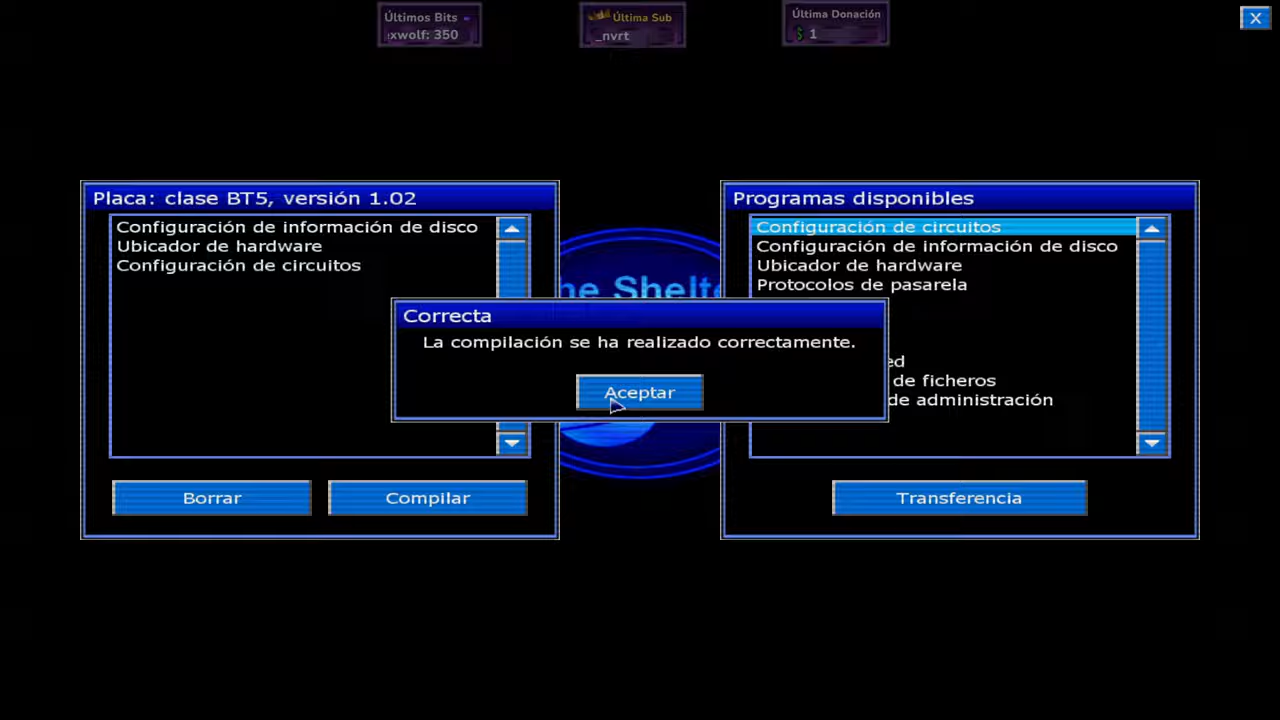 Últimos Bits
xwolf: 350
Última Sub
_nvrt
Última Donación
$ 1
X
Placa: clase BT5, versión 1.02
Configuración de información de disco
Ubicador de hardware
Configuración de circuitos
Borrar
Compilar
he Shelte
Programas disponibles
Configuración de circuitos
Configuración de información de disco
Ubicador de hardware
Protocolos de pasarela
ed
de ficheros
de administración
Transferencia
Correcta
La compilación se ha realizado correctamente.
Aceptar